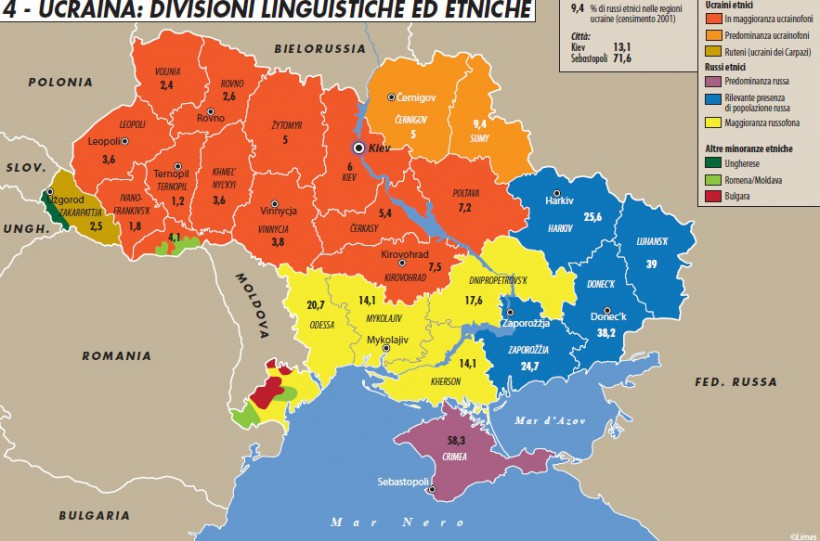 4 - UCRAINA: DIVISIONI LINGUISTICHE ED ETNICHE
9,4 % di russi etnici nelle regioni
ucraine (censimento 2001)
Città:
Kiev 13,1
Sebastopoli 71,6
Ucraini etnici
In maggioranza ucrainofoni
Predominanza ucrainofoni
Ruteni (ucraini dei Carpazi)
Russi etnici
Predominanza russa
Rilevante presenza
di popolazione russa
Maggioranza russofona
Altre minoranze etniche
Ungherese
Romena/Moldava
Bulgara
BIELORUSSIA
POLONIA
SLOV.
UNGH.
ROMANIA
MOLDOVA
BULGARIA
FED. RUSSA
VOLINIA
2,4
ROVNO
2,6
Rovno
LEOPOLI
Leopoli
3,6
ŽYTOMYR
5
Kiev
6
KIEV
Černigov
ČERNIGOV
5
9,4
SUMY
Ternopil
TERNOPIL
1,2
KHMEL'
NYL'KYI
3,6
Užgorod
ZAKARPATTJA
2,5
IVANO-
FRANKIVS'K
1,8
4,1
Vinnycja
VINNYCJA
3,8
5,4
ČERKASY
POLTAVA
7,2
Kirovohrad
7,5
KIROVOHRAD
Harkiv
25,6
HARKIV
LUHANS'K
39
DONEC'K
Donec'k
38,2
DNIPROPETROVS'K
17,6
Zaporožžja
ZAPOROŽŽJA
24,7
20,7
ODESSA
14,1
MYKOLAJIV
Mykolajiv
14,1
KHERSON
58,3
CRIMEA
Sebastopoli
Mar d'Azov
Mar Nero
©Limes